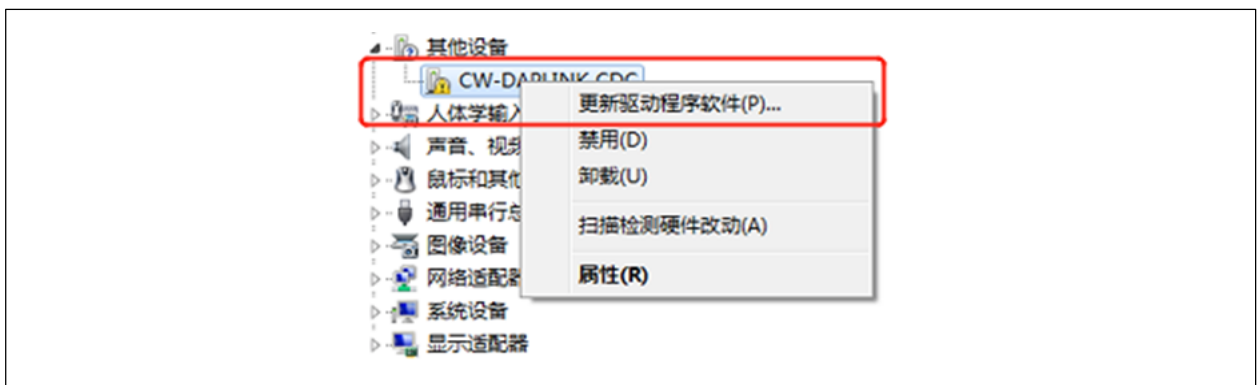 其他设备
CW-DAPLINK CDC
更新驱动程序软件(P)...
人体学输入
禁用(D)
声音、视频
卸载(U)
鼠标和其他
通用串行总
扫描检测硬件改动(A)
图像设备
网络适配器
属性(R)
系统设备
显示适配器